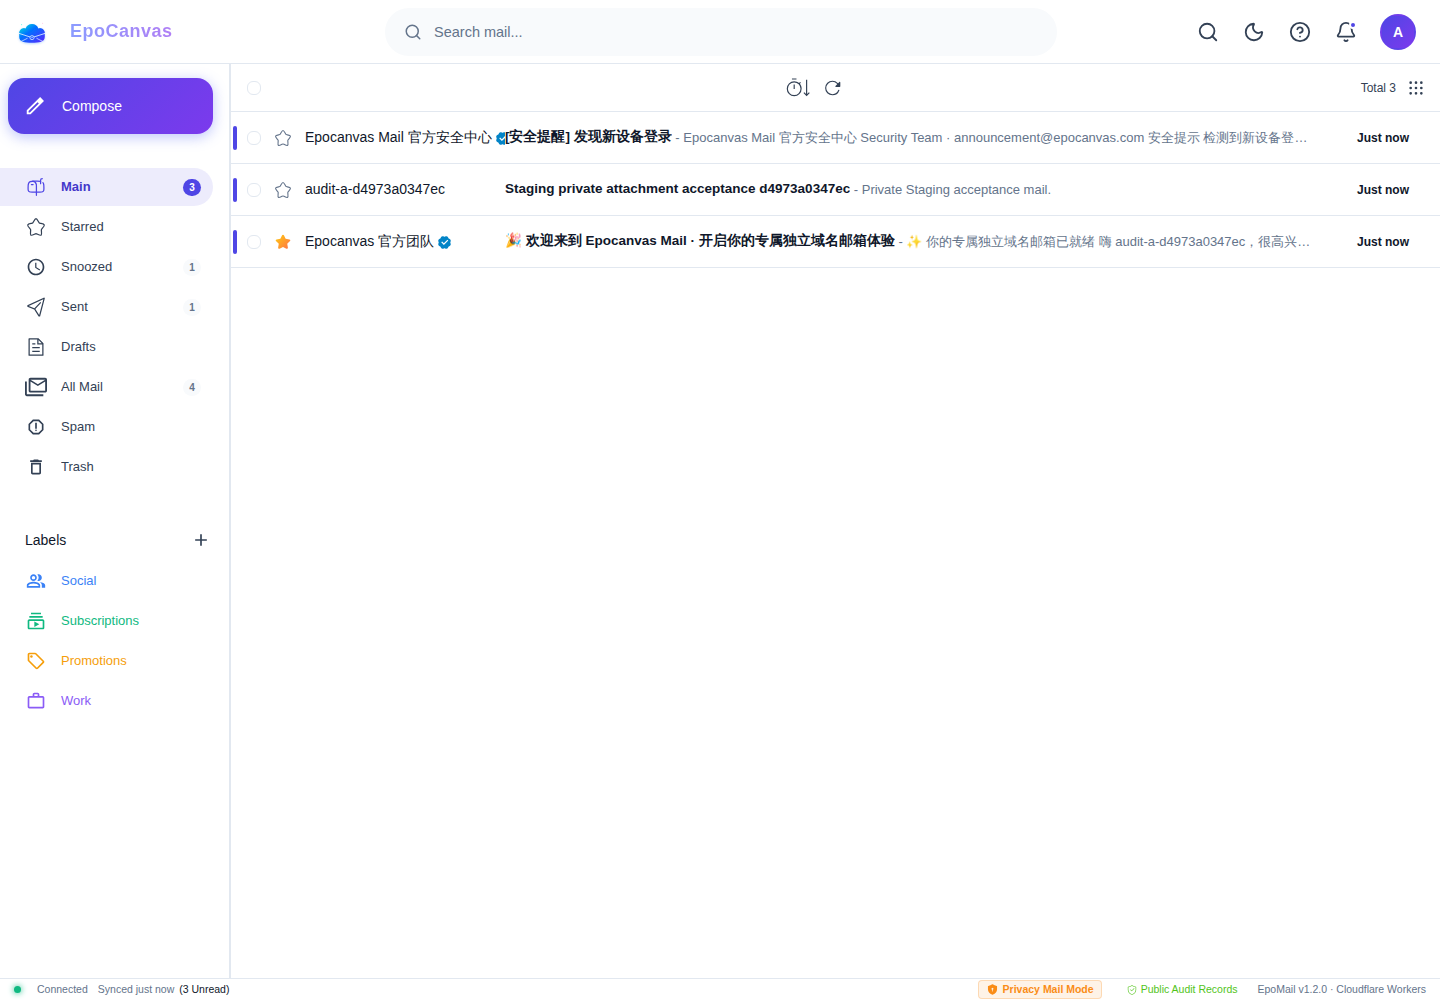 EpoCanvas
Search mail...
A
Compose
Total 3
Main 3
Starred
Snoozed 1
Sent 1
Drafts
All Mail 4
Spam
Trash
Labels
Social
Subscriptions
Promotions
Work
Epocanvas Mail 官方安全中心 [安全提醒] 发现新设备登录 - Epocanvas Mail 官方安全中心 Security Team · announcement@epocanvas.com 安全提示 检测到新设备登… Just now
audit-a-d4973a0347ec Staging private attachment acceptance d4973a0347ec - Private Staging acceptance mail. Just now
Epocanvas 官方团队 🎉 欢迎来到 Epocanvas Mail · 开启你的专属独立域名邮箱体验 - ✨ 你的专属独立域名邮箱已就绪 嗨 audit-a-d4973a0347ec，很高兴… Just now
Connected Synced just now (3 Unread) Privacy Mail Mode Public Audit Records EpoMail v1.2.0 · Cloudflare Workers